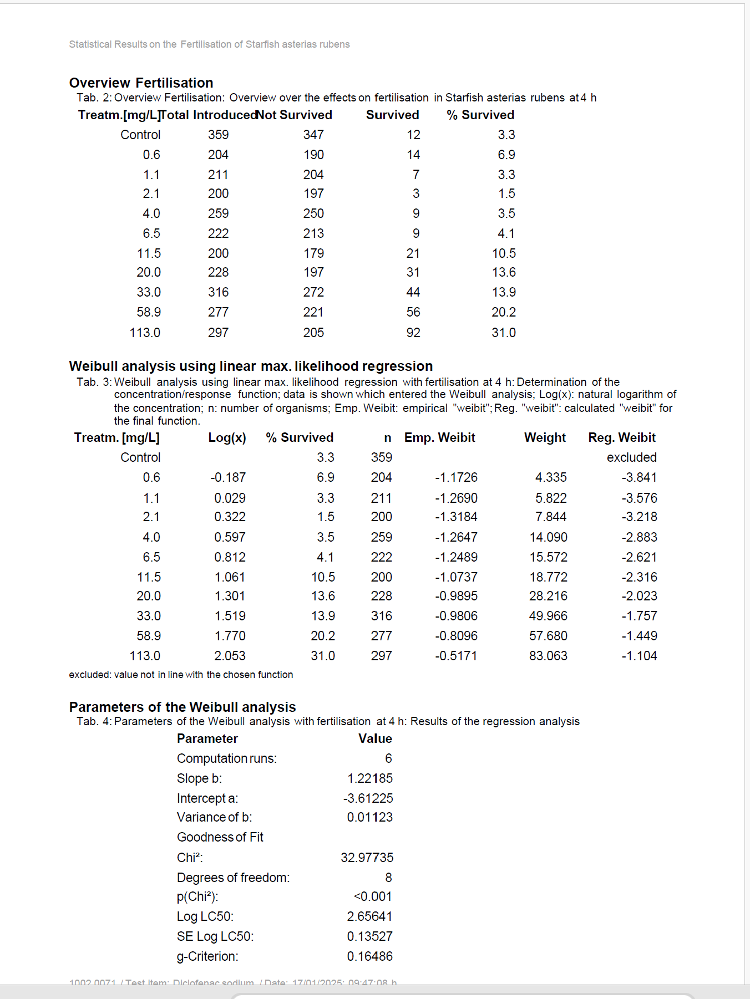 Statistical Results on the Fertilisation of Starfish asterias rubens
Overview Fertilisation
Tab. 2: Overview Fertilisation: Overview over the effects on fertilisation in Starfish asterias rubens at 4 h
Treatm.[mg/L] Total Introduced Not Survived Survived % Survived
Control 359 347 12 3.3
0.6 204 190 14 6.9
1.1 211 204 7 3.3
2.1 200 197 3 1.5
4.0 259 250 9 3.5
6.5 222 213 9 4.1
11.5 200 179 21 10.5
20.0 228 197 31 13.6
33.0 316 272 44 13.9
58.9 277 221 56 20.2
113.0 297 205 92 31.0
Weibull analysis using linear max. likelihood regression
Tab. 3: Weibull analysis using linear max. likelihood regression with fertilisation at 4 h: Determination of the
concentration/response function; data is shown which entered the Weibull analysis; Log(x): natural logarithm of
the concentration; n: number of organisms; Emp. Weibit: empirical "weibit"; Reg. "weibit": calculated "weibit" for
the final function.
Treatm. [mg/L] Log(x) % Survived n Emp. Weibit Weight Reg. Weibit
Control 3.3 359 excluded
0.6 -0.187 6.9 204 -1.1726 4.335 -3.841
1.1 0.029 3.3 211 -1.2690 5.822 -3.576
2.1 0.322 1.5 200 -1.3184 7.844 -3.218
4.0 0.597 3.5 259 -1.2647 14.090 -2.883
6.5 0.812 4.1 222 -1.2489 15.572 -2.621
11.5 1.061 10.5 200 -1.0737 18.772 -2.316
20.0 1.301 13.6 228 -0.9895 28.216 -2.023
33.0 1.519 13.9 316 -0.9806 49.966 -1.757
58.9 1.770 20.2 277 -0.8096 57.680 -1.449
113.0 2.053 31.0 297 -0.5171 83.063 -1.104
excluded: value not in line with the chosen function
Parameters of the Weibull analysis
Tab. 4: Parameters of the Weibull analysis with fertilisation at 4 h: Results of the regression analysis
Parameter Value
Computation runs: 6
Slope b: 1.22185
Intercept a: -3.61225
Variance of b: 0.01123
Goodness of Fit
Chi²: 32.97735
Degrees of freedom: 8
p(Chi²): <0.001
Log LC50: 2.65641
SE Log LC50: 0.13527
g-Criterion: 0.16486
1002.0071 / Test item: Diclofenac sodium / Date: 17/01/2025; 09:47:08 h